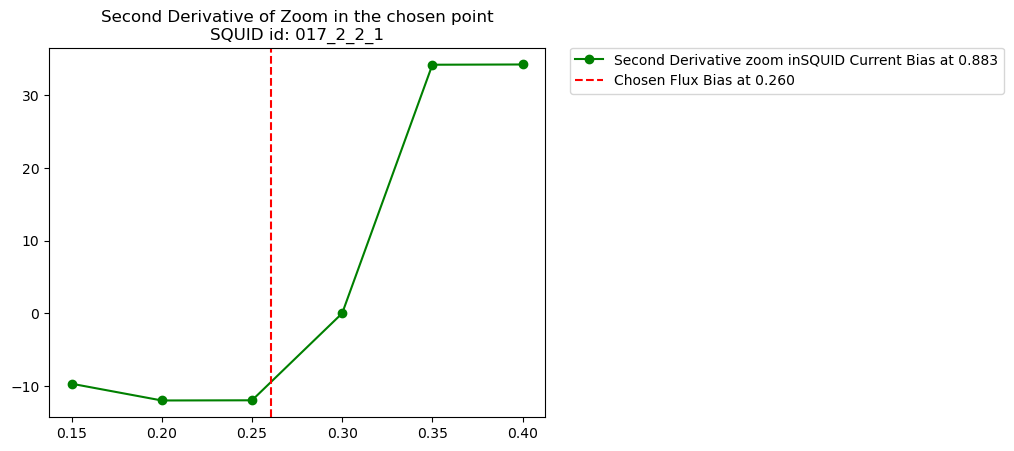 Second Derivative of Zoom in the chosen point
SQUID id: 017_2_2_1
Second Derivative zoom inSQUID Current Bias at 0.883
Chosen Flux Bias at 0.260
30
20
10
0
−10
0.15 0.20 0.25 0.30 0.35 0.40